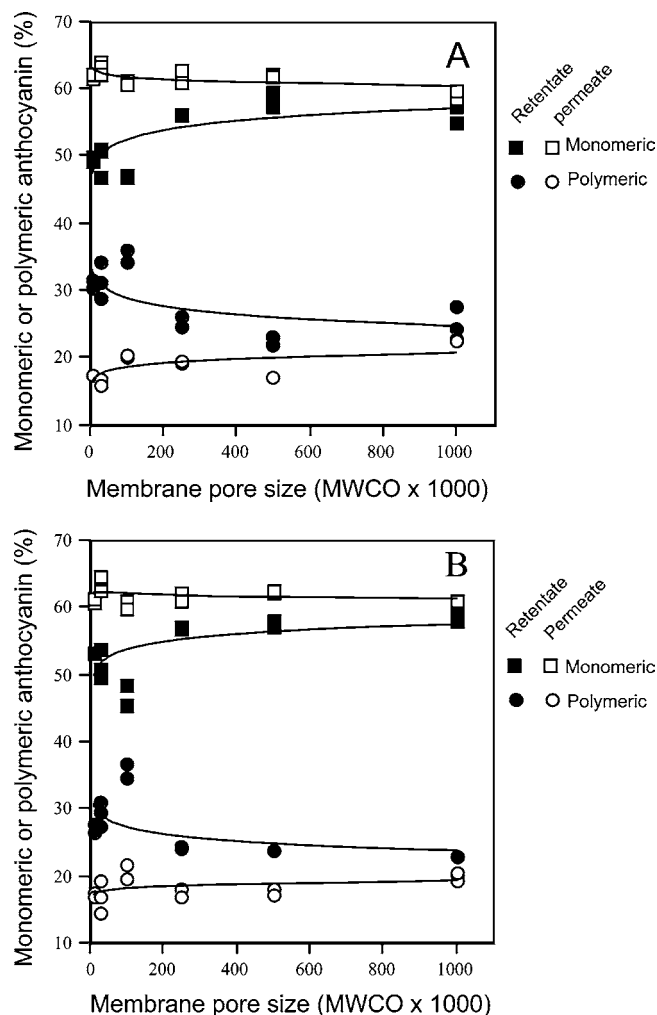 Monomeric or polymeric anthocyanin (%)
70
60
50
40
30
20
10
A
0
200
400
600
800
1000
Membrane pore size (MWCO x 1000)
Retentate
permeate
Monomeric
Polymeric
Monomeric or polymeric anthocyanin (%)
70
60
50
40
30
20
10
B
0
200
400
600
800
1000
Membrane pore size (MWCO x 1000)
Retentate
Permeate
Monomeric
Polymeric